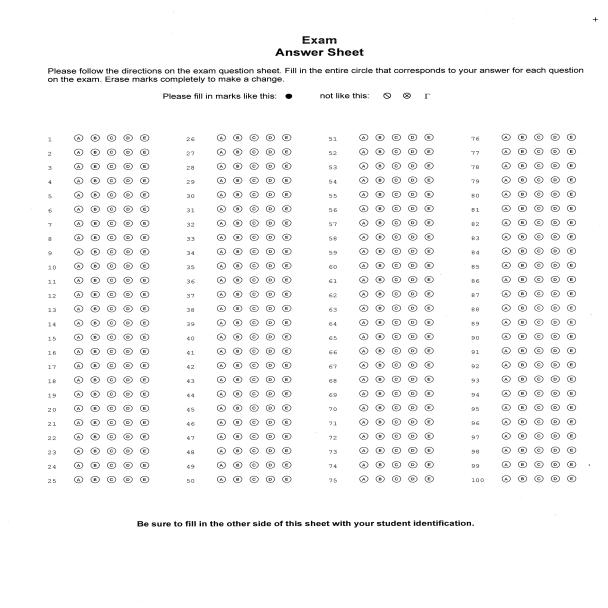 Exam
Answer Sheet
Please follow the directions on the exam question sheet. Fill in the entire circle that corresponds to your answer for each question
on the exam. Erase marks completely to make a change.
Please fill in marks like this: ● not like this:
1 A B C D E 26 A B C D E 51 A B C D E 76 A B C D E
2 A B C D E 27 A B C D E 52 A B C D E 77 A B C D E
3 A B C D E 28 A B C D E 53 A B C D E 78 A B C D E
4 A B C D E 29 A B C D E 54 A B C D E 79 A B C D E
5 A B C D E 30 A B C D E 55 A B C D E 80 A B C D E
6 A B C D E 31 A B C D E 56 A B C D E 81 A B C D E
7 A B C D E 32 A B C D E 57 A B C D E 82 A B C D E
8 A B C D E 33 A B C D E 58 A B C D E 83 A B C D E
9 A B C D E 34 A B C D E 59 A B C D E 84 A B C D E
10 A B C D E 35 A B C D E 60 A B C D E 85 A B C D E
11 A B C D E 36 A B C D E 61 A B C D E 86 A B C D E
12 A B C D E 37 A B C D E 62 A B C D E 87 A B C D E
13 A B C D E 38 A B C D E 63 A B C D E 88 A B C D E
14 A B C D E 39 A B C D E 64 A B C D E 89 A B C D E
15 A B C D E 40 A B C D E 65 A B C D E 90 A B C D E
16 A B C D E 41 A B C D E 66 A B C D E 91 A B C D E
17 A B C D E 42 A B C D E 67 A B C D E 92 A B C D E
18 A B C D E 43 A B C D E 68 A B C D E 93 A B C D E
19 A B C D E 44 A B C D E 69 A B C D E 94 A B C D E
20 A B C D E 45 A B C D E 70 A B C D E 95 A B C D E
21 A B C D E 46 A B C D E 71 A B C D E 96 A B C D E
22 A B C D E 47 A B C D E 72 A B C D E 97 A B C D E
23 A B C D E 48 A B C D E 73 A B C D E 98 A B C D E
24 A B C D E 49 A B C D E 74 A B C D E 99 A B C D E
25 A B C D E 50 A B C D E 75 A B C D E 100 A B C D E
Be sure to fill in the other side of this sheet with your student identification.